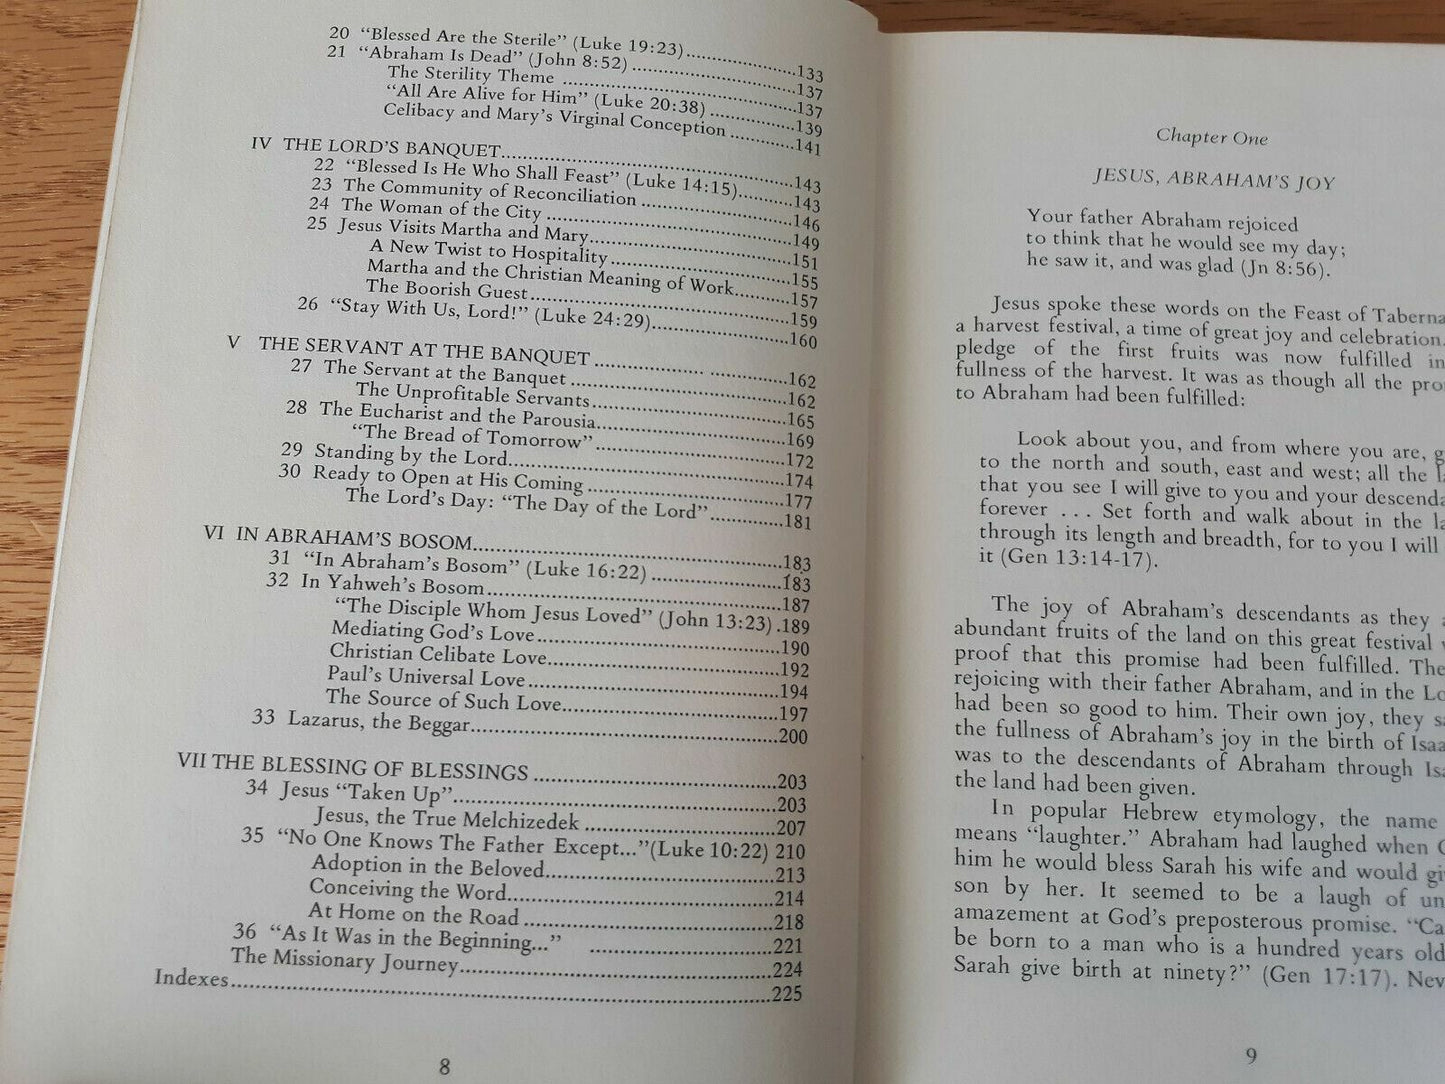 20 “Blessed Are the Sterile” (Luke 19:23)....................133
21 “Abraham Is Dead” (John 8:52) ....................137
The Sterility Theme ....................137
“All Are Alive for Him” (Luke 20:38) ....................139
Celibacy and Mary’s Virginal Conception ....................141
IV THE LORD’S BANQUET....................143
22 “Blessed Is He Who Shall Feast” (Luke 14:15)....................143
23 The Community of Reconciliation ....................146
24 The Woman of the City ....................149
25 Jesus Visits Martha and Mary....................151
A New Twist to Hospitality....................155
Martha and the Christian Meaning of Work....................157
The Boorish Guest....................159
26 “Stay With Us, Lord!” (Luke 24:29)....................160
V THE SERVANT AT THE BANQUET ....................162
27 The Servant at the Banquet ....................162
The Unprofitable Servants....................165
28 The Eucharist and the Parousia....................169
“The Bread of Tomorrow” ....................172
29 Standing by the Lord....................174
30 Ready to Open at His Coming ....................177
The Lord’s Day: “The Day of the Lord”....................181
VI IN ABRAHAM’S BOSOM....................183
31 “In Abraham’s Bosom” (Luke 16:22) ....................183
32 In Yahweh’s Bosom....................187
“The Disciple Whom Jesus Loved” (John 13:23) .189
Mediating God’s Love....................190
Christian Celibate Love....................192
Paul’s Universal Love ....................194
The Source of Such Love....................197
33 Lazarus, the Beggar....................200
VII THE BLESSING OF BLESSINGS ....................203
34 Jesus “Taken Up”....................203
Jesus, the True Melchizedek ....................207
35 “No One Knows The Father Except...”(Luke 10:22) 210
Adoption in the Beloved....................213
Conceiving the Word....................214
At Home on the Road ....................218
36 “As It Was in the Beginning...” ....................221
The Missionary Journey....................224
Indexes....................225
8
Chapter One
JESUS, ABRAHAM’S JOY
Your father Abraham rejoiced
to think that he would see my day;
he saw it, and was glad (Jn 8:56).
Jesus spoke these words on the Feast of Taberna
a harvest festival, a time of great joy and celebration.
pledge of the first fruits was now fulfilled in
fullness of the harvest. It was as though all the pro
to Abraham had been fulfilled:
Look about you, and from where you are, g
to the north and south, east and west; all the la
that you see I will give to you and your descenda
forever ... Set forth and walk about in the la
through its length and breadth, for to you I will
it (Gen 13:14-17).
The joy of Abraham’s descendants as they
abundant fruits of the land on this great festival
proof that this promise had been fulfilled. The
rejoicing with their father Abraham, and in the Lo
had been so good to him. Their own joy, they sa
the fullness of Abraham’s joy in the birth of Isaa
was to the descendants of Abraham through Isa
the land had been given.
In popular Hebrew etymology, the name
means “laughter.” Abraham had laughed when
him he would bless Sarah his wife and would gi
son by her. It seemed to be a laugh of un
amazement at God’s preposterous promise. “Ca
be born to a man who is a hundred years old
Sarah give birth at ninety?” (Gen 17:17). Nev
9